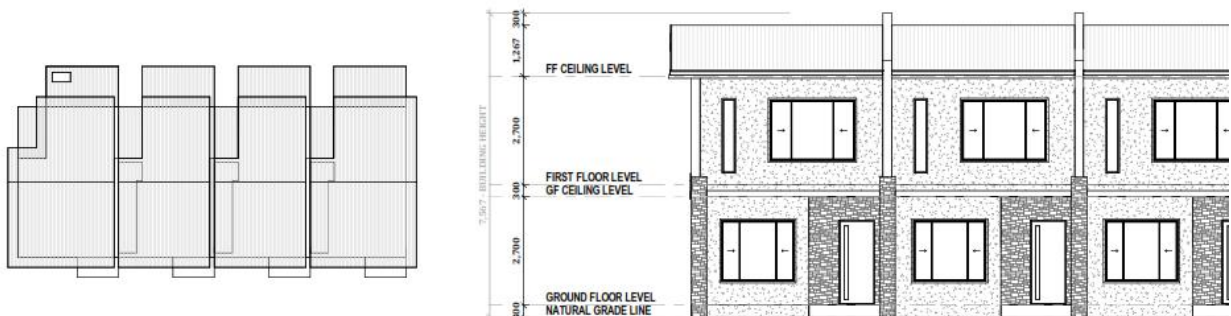 300
1,267
FF CEILING LEVEL
7,567 - BUILDING HEIGHT
2,700
FIRST FLOOR LEVEL
300
GF CEILING LEVEL
2,700
GROUND FLOOR LEVEL
NATURAL GRADE LINE